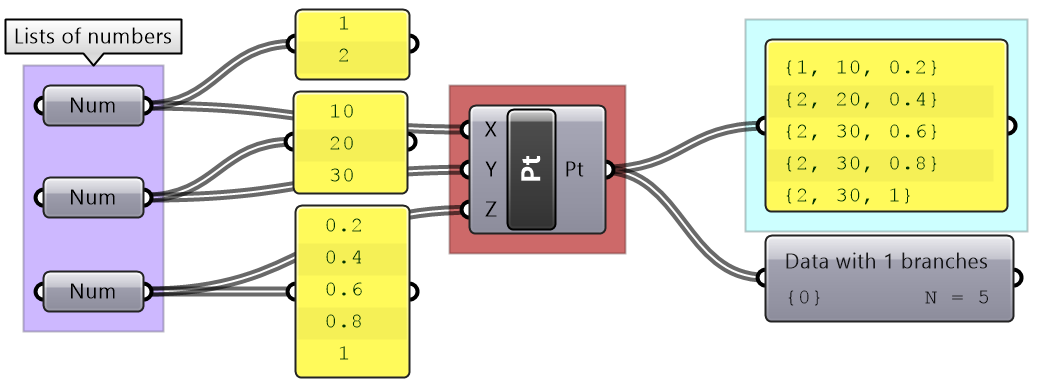 Lists of numbers
Num
Num
Num
1
2
10
20
30
0.2
0.4
0.6
0.8
1
X
Y
Z
Pt
Pt
{1, 10, 0.2}
{2, 20, 0.4}
{2, 30, 0.6}
{2, 30, 0.8}
{2, 30, 1}
Data with 1 branches
{0} N = 5